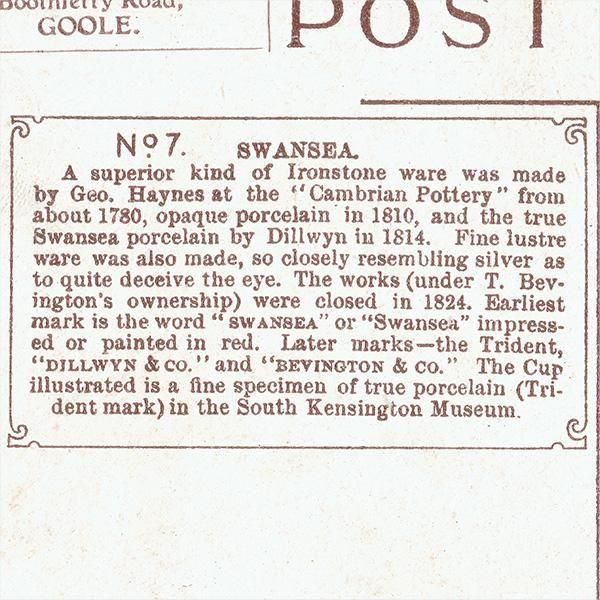 Boothferry Road,
GOOLE.
POST
No 7. SWANSEA.
A superior kind of Ironstone ware was made
by Geo. Haynes at the "Cambrian Pottery" from
about 1780, opaque porcelain in 1810, and the true
Swansea porcelain by Dillwyn in 1814. Fine lustre
ware was also made, so closely resembling silver as
to quite deceive the eye. The works (under T. Bev-
ington's ownership) were closed in 1824. Earliest
mark is the word "SWANSEA" or "Swansea" impress-
ed or painted in red. Later marks—the Trident,
"DILLWYN & CO." and "BEVINGTON & CO." The Cup
illustrated is a fine specimen of true porcelain (Tri-
dent mark) in the South Kensington Museum.